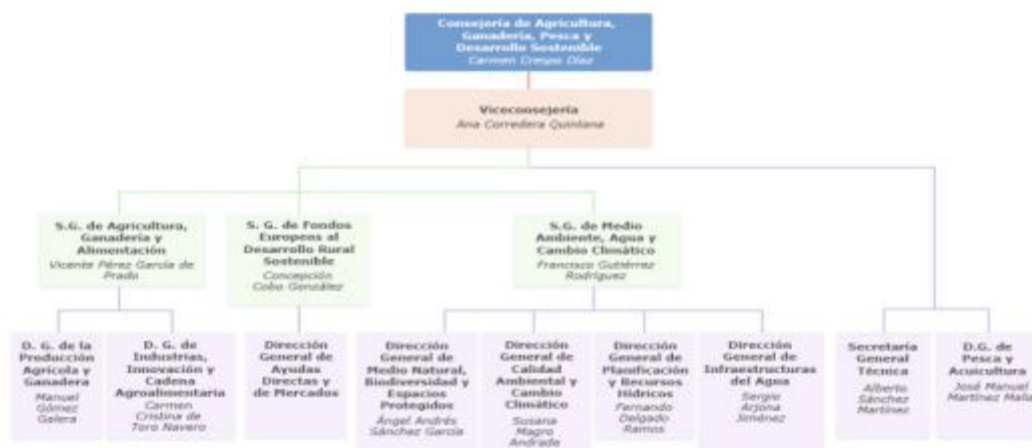 Consejería de Agricultura,
Ganadería, Pesca y
Desarrollo Sostenible
Carmen Crespo Díaz
Viceconsejería
Ana Corredera Quintana
S.G. de Agricultura,
Ganadería y
Alimentación
Vicente Pérez García de
Prado
S. G. de Fondos
Europeos al
Desarrollo Rural
Sostenible
Concepción
Cobo González
S.G. de Medio
Ambiente, Agua y
Cambio Climático
Francisco Gutiérrez
Rodríguez
D. G. de la
Producción
Agrícola y
Ganadera
Manuel
Gómez
Galera
D. G. de
Industrias,
Innovación y
Cadena
Agroalimentaria
Carmen
Cristina de
Toro Navero
Dirección
General de
Ayudas
Directas y
de Mercados
Dirección
General de
Medio Natural,
Biodiversidad y
Espacios
Protegidos
Ángel Andrés
Sánchez García
Dirección
General de
Calidad
Ambiental y
Cambio
Climático
Susana
Magro
Andrade
Dirección
General de
Planificación
y Recursos
Hídricos
Fernando
Delgado
Ramos
Dirección
General de
Infraestructuras
del Agua
Sergio
Arjona
Jiménez
Secretaría
General
Técnica
Alberto
Sánchez
Martínez
D.G. de
Pesca y
Acuicultura
José Manuel
Martínez Malia